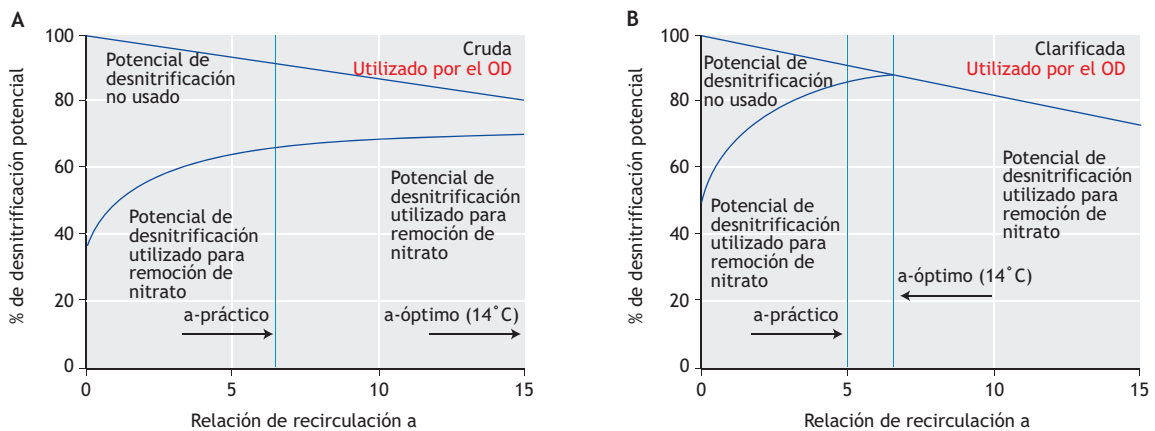 A
% de desnitrificación potencial
100
80
60
40
20
0
Potencial de
desnitrificación
no usado
Cruda
Utilizado por el OD
Potencial de
desnitrificación
utilizado para
remoción de
nitrato
Potencial de
desnitrificación
utilizado para
remoción de
nitrato
a-práctico
a-óptimo (14˚C)
0
5
10
15
Relación de recirculación a
B
% de desnitrificación potencial
100
80
60
40
20
0
Potencial de
desnitrificación
no usado
Clarificada
Utilizado por el OD
Potencial de
desnitrificación
utilizado para
remoción de
nitrato
Potencial de
desnitrificación
utilizado para
remoción de
nitrato
a-óptimo (14˚C)
a-práctico
0
5
10
15
Relación de recirculación a